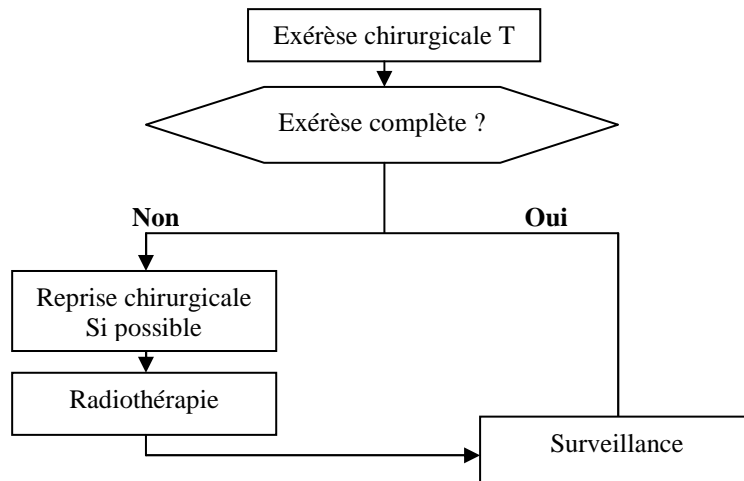 Exérèse chirurgicale T
Exérèse complète ?
Non
Oui
Reprise chirurgicale
Si possible
Radiothérapie
Surveillance